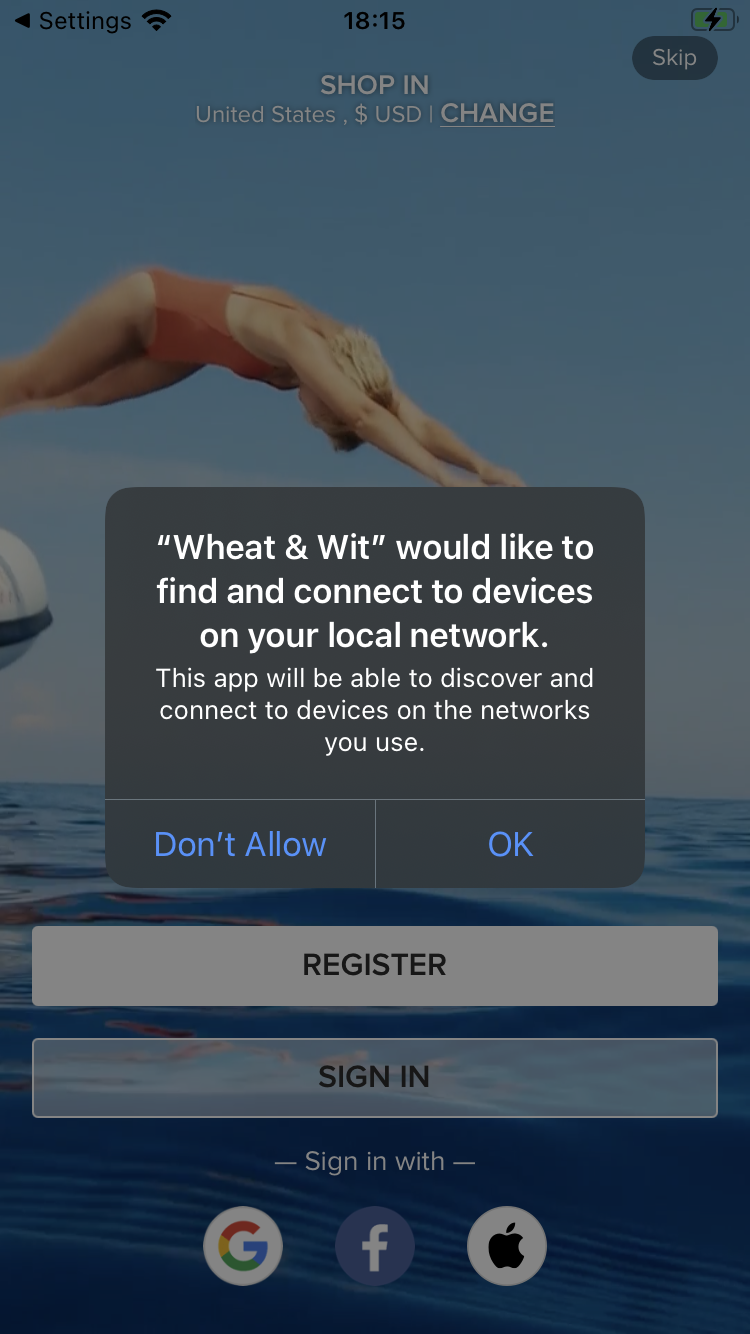 Settings
18:15
Skip
SHOP IN
United States , $ USD | CHANGE
“Wheat & Wit” would like to
find and connect to devices
on your local network.
This app will be able to discover and
connect to devices on the networks
you use.
Don’t Allow
OK
REGISTER
SIGN IN
— Sign in with —